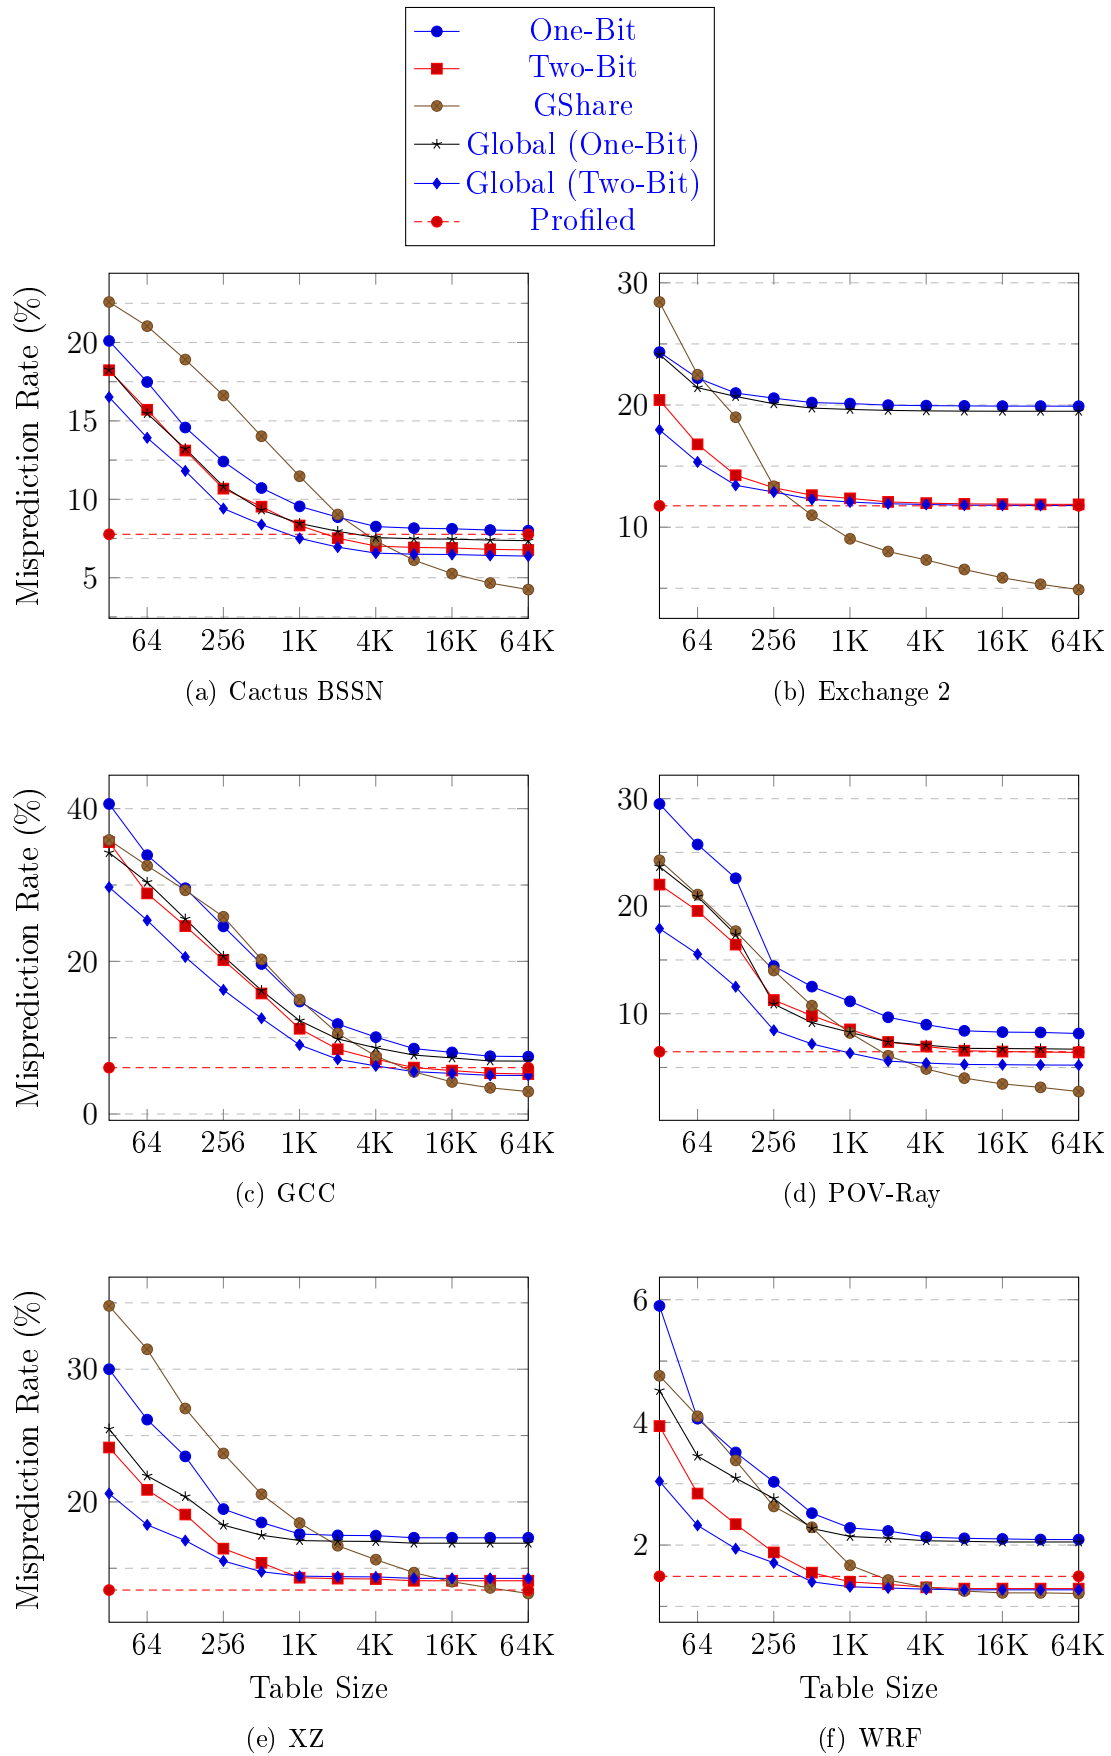 One-Bit
Two-Bit
GShare
Global (One-Bit)
Global (Two-Bit)
Profiled
Misprediction Rate (%)
20
15
10
5
64 256 1K 4K 16K 64K
(a) Cactus BSSN
30
20
10
64 256 1K 4K 16K 64K
(b) Exchange 2
Misprediction Rate (%)
40
20
0
64 256 1K 4K 16K 64K
(c) GCC
30
20
10
64 256 1K 4K 16K 64K
(d) POV-Ray
Misprediction Rate (%)
30
20
64 256 1K 4K 16K 64K
Table Size
(e) XZ
6
4
2
64 256 1K 4K 16K 64K
Table Size
(f) WRF